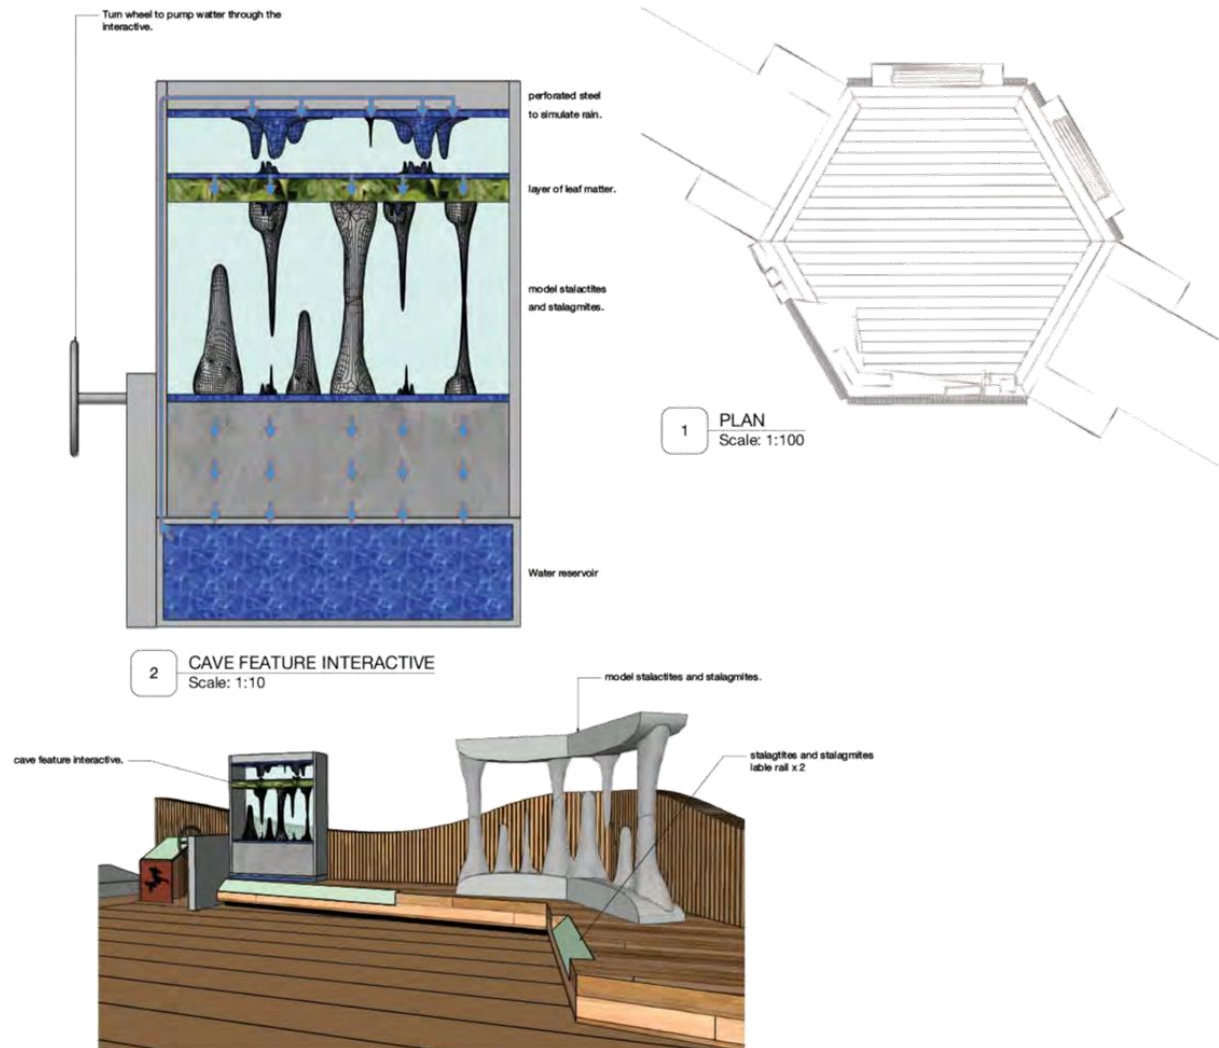 Turn wheel to pump watter through the
interactive.
perforated steel
to simulate rain.
layer of leaf matter.
model stalactites
and stalagmites.
Water reservoir
1
PLAN
Scale: 1:100
2
CAVE FEATURE INTERACTIVE
Scale: 1:10
model stalactites and stalagmites.
cave feature interactive.
stalagtites and stalagmites
lable rail x 2